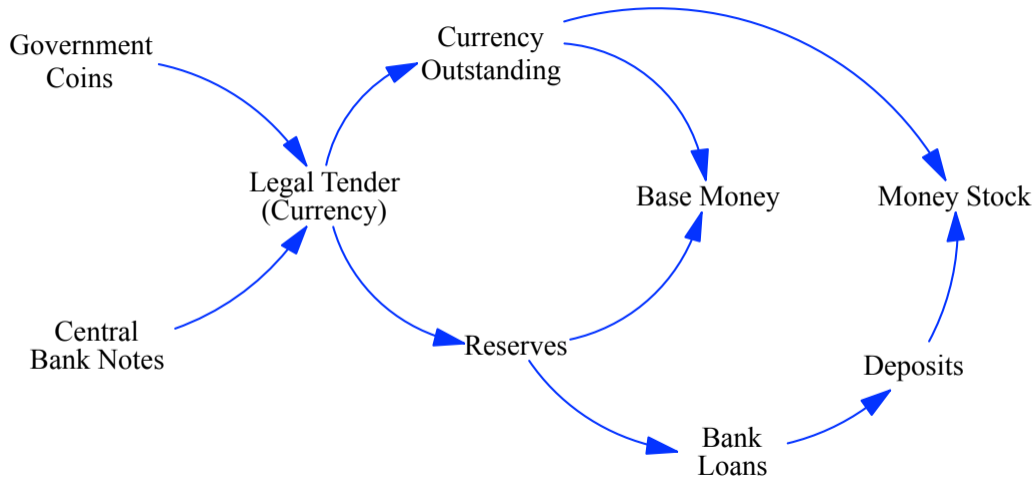 Government
Coins
Currency
Outstanding
Legal Tender
(Currency)
Base Money
Money Stock
Central
Bank Notes
Reserves
Deposits
Bank
Loans